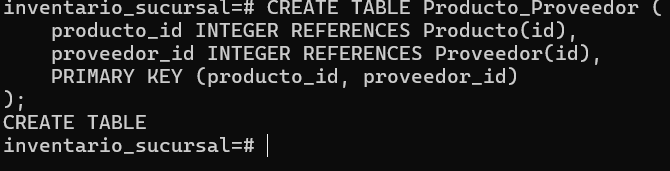 inventario_sucursal=# CREATE TABLE Producto_Proveedor (
    producto_id INTEGER REFERENCES Producto(id),
    proveedor_id INTEGER REFERENCES Proveedor(id),
    PRIMARY KEY (producto_id, proveedor_id)
);
CREATE TABLE
inventario_sucursal=#